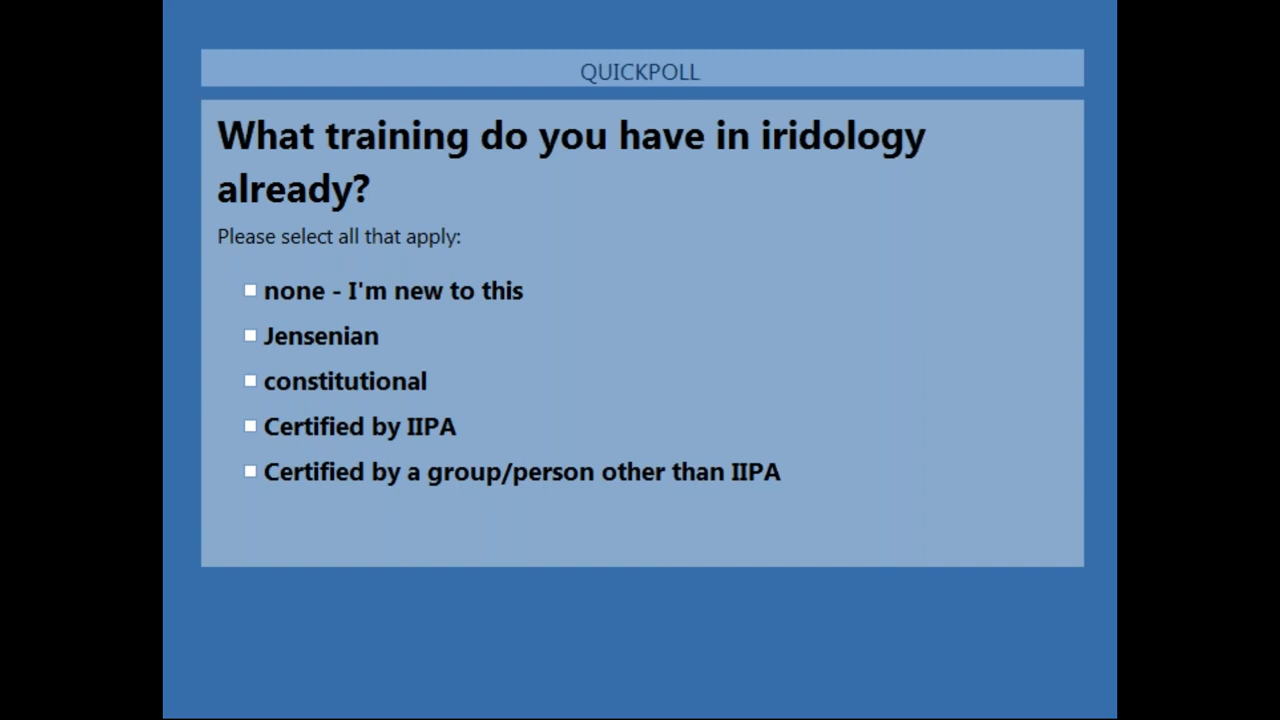 QUICKPOLL
What training do you have in iridology
already?
Please select all that apply:
none - I'm new to this
Jensenian
constitutional
Certified by IIPA
Certified by a group/person other than IIPA